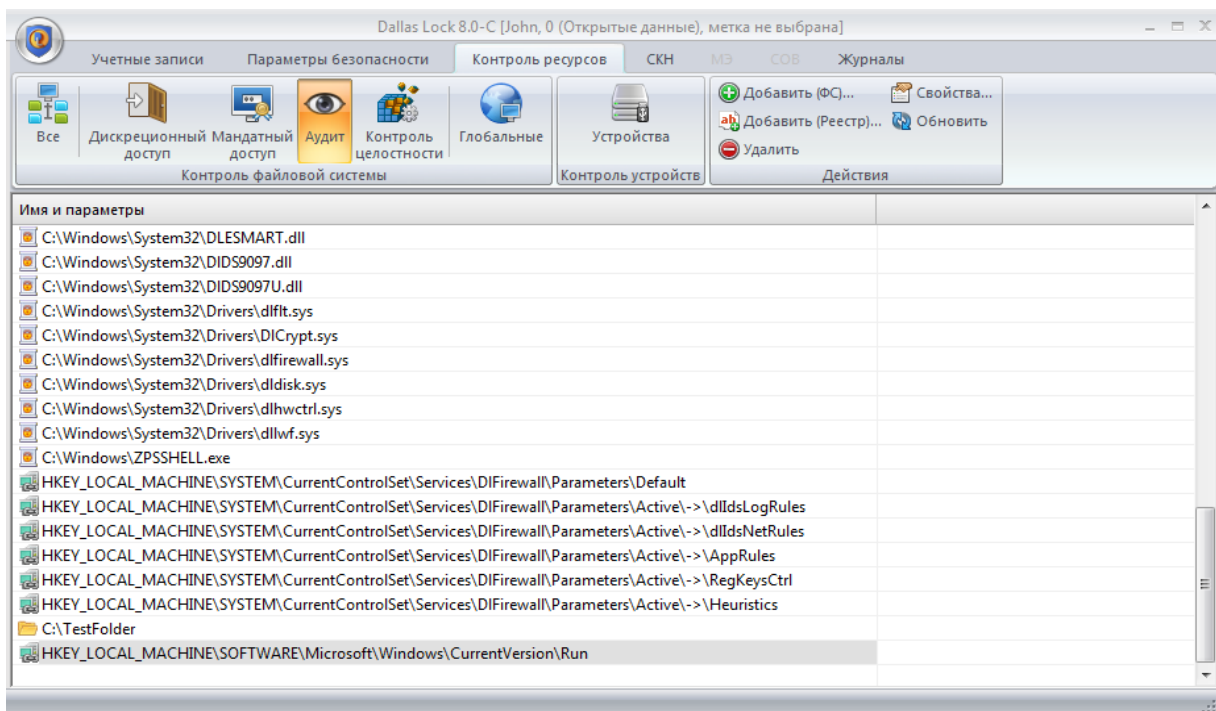 Dallas Lock 8.0-C [John, 0 (Открытые данные), метка не выбрана]
Учетные записи Параметры безопасности Контроль ресурсов СКН МЭ СОВ Журналы
Все
Дискреционный доступ
Мандатный доступ
Аудит
Контроль целостности
Глобальные
Контроль файловой системы
Устройства
Контроль устройств
Добавить (ФС)...
Добавить (Реестр)...
Удалить
Свойства...
Обновить
Действия
Имя и параметры
C:\Windows\System32\DLESMART.dll
C:\Windows\System32\DIDS9097.dll
C:\Windows\System32\DIDS9097U.dll
C:\Windows\System32\Drivers\dlflt.sys
C:\Windows\System32\Drivers\DlCrypt.sys
C:\Windows\System32\Drivers\dlfirewall.sys
C:\Windows\System32\Drivers\dldisk.sys
C:\Windows\System32\Drivers\dlhwctrl.sys
C:\Windows\System32\Drivers\dllwf.sys
C:\Windows\ZPSSHELL.exe
HKEY_LOCAL_MACHINE\SYSTEM\CurrentControlSet\Services\DlFirewall\Parameters\Default
HKEY_LOCAL_MACHINE\SYSTEM\CurrentControlSet\Services\DlFirewall\Parameters\Active\->\dlIdsLogRules
HKEY_LOCAL_MACHINE\SYSTEM\CurrentControlSet\Services\DlFirewall\Parameters\Active\->\dlIdsNetRules
HKEY_LOCAL_MACHINE\SYSTEM\CurrentControlSet\Services\DlFirewall\Parameters\Active\->\AppRules
HKEY_LOCAL_MACHINE\SYSTEM\CurrentControlSet\Services\DlFirewall\Parameters\Active\->\RegKeysCtrl
HKEY_LOCAL_MACHINE\SYSTEM\CurrentControlSet\Services\DlFirewall\Parameters\Active\->\Heuristics
C:\TestFolder
HKEY_LOCAL_MACHINE\SOFTWARE\Microsoft\Windows\CurrentVersion\Run